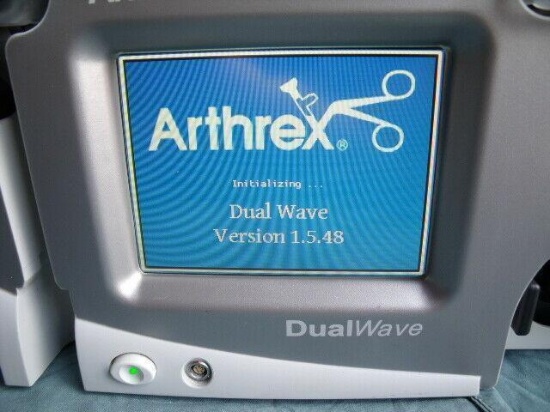 Arthrex®
Initializing ...
Dual Wave
Version 1.5.48
DualWave